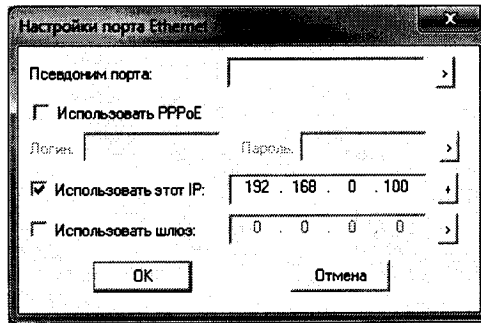 Настройки порта Ethernet
Псевдоним порта:
Использовать PPPoE
Логин: Пароль:
Использовать этот IP: 192 . 168 . 0 . 100
Использовать шлюз: 0 . 0 . 0 . 0
OK Отмена